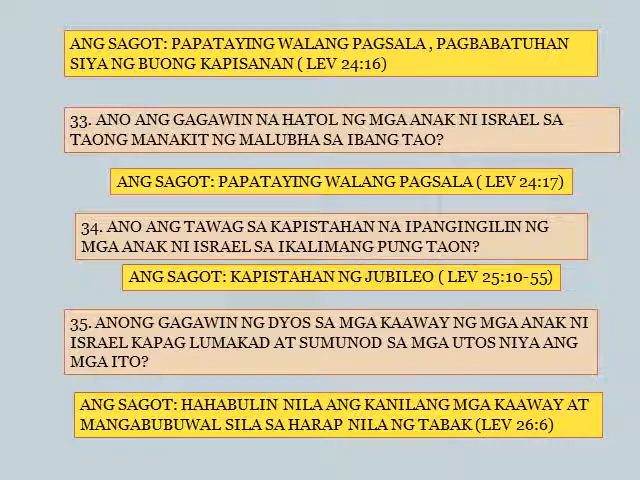 ANG SAGOT: PAPATAYING WALANG PAGSALA , PAGBABATUHAN
SIYA NG BUONG KAPISANAN ( LEV 24:16)
33. ANO ANG GAGAWIN NA HATOL NG MGA ANAK NI ISRAEL SA
TAONG MANAKIT NG MALUBHA SA IBANG TAO?
ANG SAGOT: PAPATAYING WALANG PAGSALA ( LEV 24:17)
34. ANO ANG TAWAG SA KAPISTAHAN NA IPANGINGILIN NG
MGA ANAK NI ISRAEL SA IKALIMANG PUNG TAON?
ANG SAGOT: KAPISTAHAN NG JUBILEO ( LEV 25:10-55)
35. ANONG GAGAWIN NG DYOS SA MGA KAAWAY NG MGA ANAK NI
ISRAEL KAPAG LUMAKAD AT SUMUNOD SA MGA UTOS NIYA ANG
MGA ITO?
ANG SAGOT: HAHABULIN NILA ANG KANILANG MGA KAAWAY AT
MANGABUBUWAL SILA SA HARAP NILA NG TABAK (LEV 26:6)